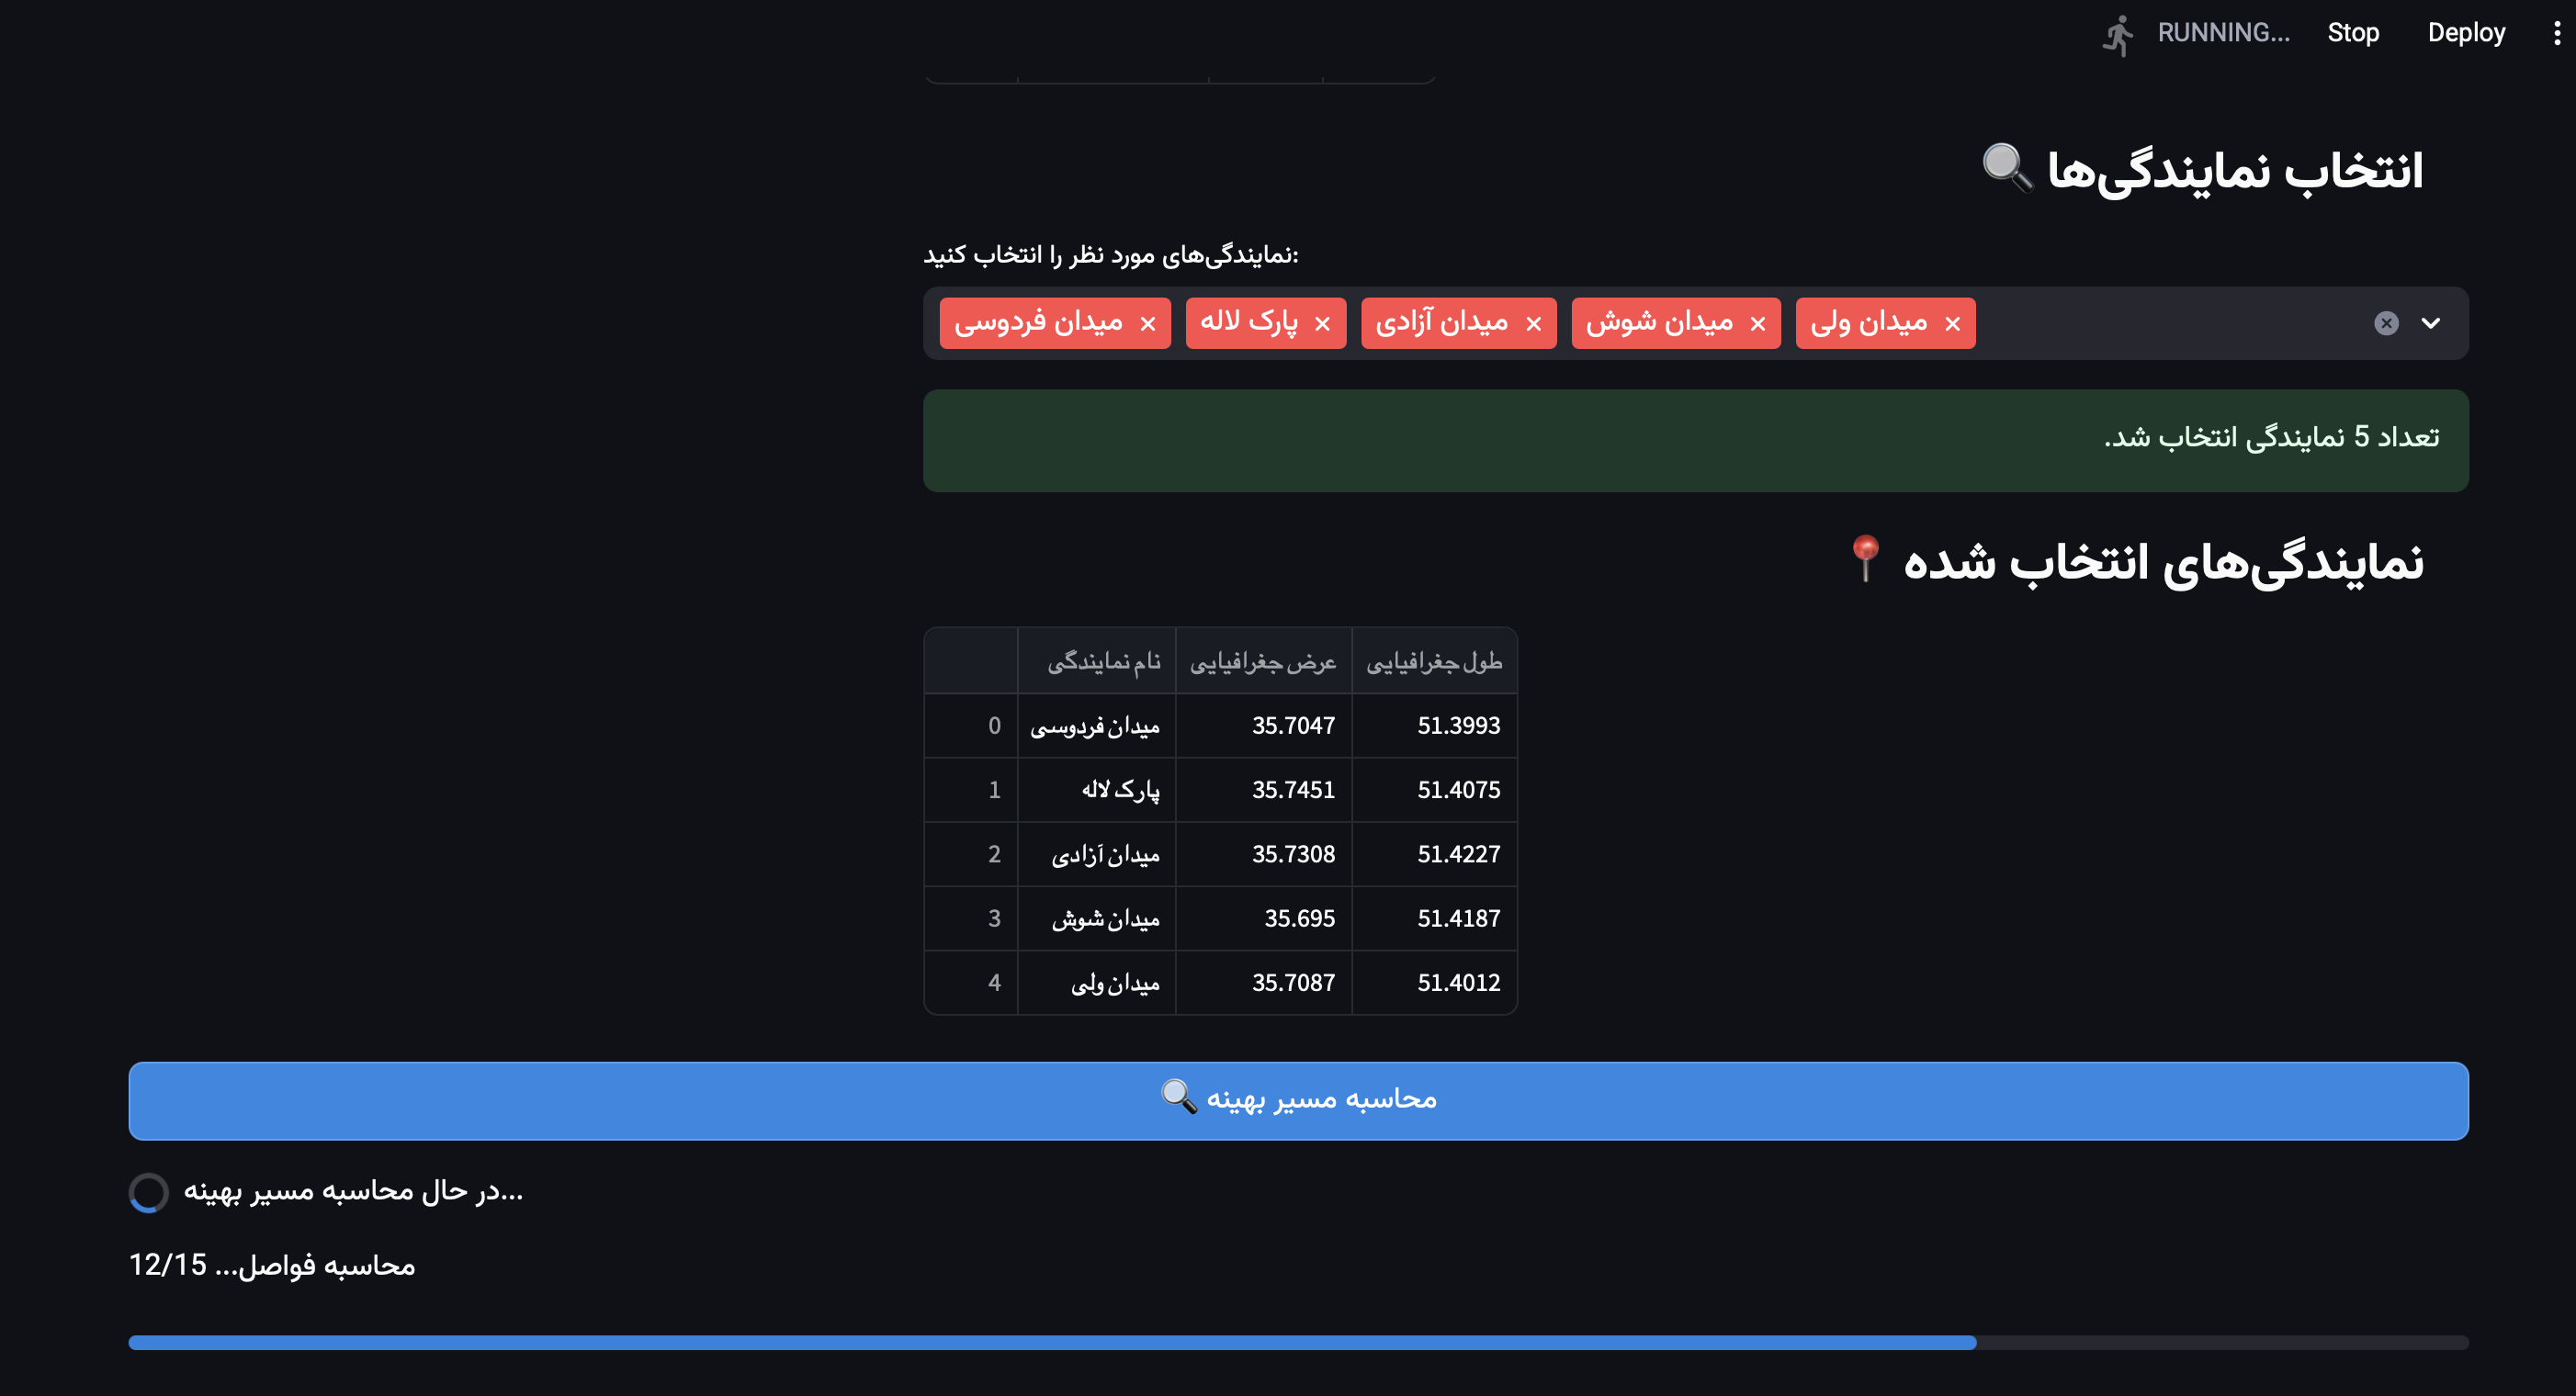 RUNNING... Stop Deploy
انتخاب نمایندگی‌ها 🔍
نمایندگی‌های مورد نظر را انتخاب کنید:
میدان فردوسی × پارک لاله × میدان آزادی × میدان شوش × میدان ولی ×
تعداد 5 نمایندگی انتخاب شد.
نمایندگی‌های انتخاب شده 📍
نام نمایندگی عرض جغرافیایی طول جغرافیایی
0 میدان فردوسی 35.7047 51.3993
1 پارک لاله 35.7451 51.4075
2 میدان آزادی 35.7308 51.4227
3 میدان شوش 35.695 51.4187
4 میدان ولی 35.7087 51.4012
محاسبه مسیر بهینه 🔍
در حال محاسبه مسیر بهینه...
محاسبه فواصل... 12/15